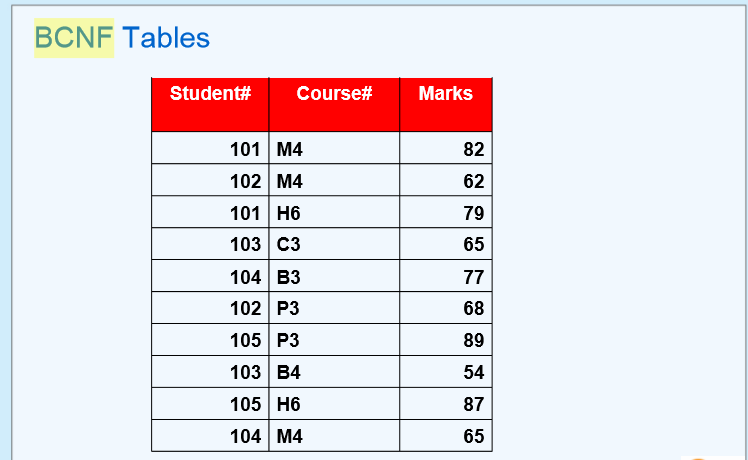 BCNF Tables
Student# Course# Marks
101 M4 82
102 M4 62
101 H6 79
103 C3 65
104 B3 77
102 P3 68
105 P3 89
103 B4 54
105 H6 87
104 M4 65